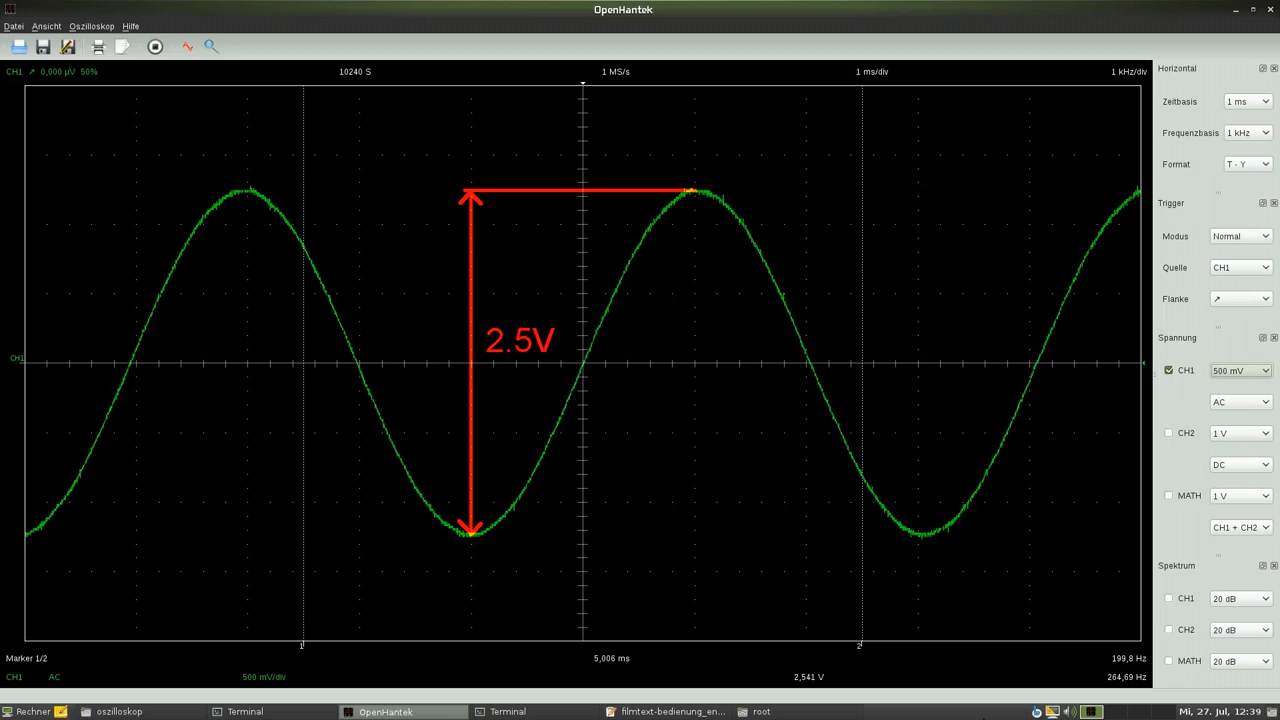 OpenHantek
Datei Ansicht Oszilloskop Hilfe
CH1 ↗ 0,000 µV 50% 10240 S 1 MS/s 1 ms/div 1 kHz/div
Horizontal
Zeitbasis 1 ms
Frequenzbasis 1 kHz
Format T - Y
Trigger
Modus Normal
Quelle CH1
Flanke ↗
Spannung
CH1 500 mV
AC
CH2 1 V
DC
MATH 1 V
CH1 + CH2
Spektrum
CH1 20 dB
CH2 20 dB
MATH 20 dB
CH1
2.5V
1 2
Marker 1/2 5,006 ms 199,8 Hz
CH1 AC 500 mV/div 2,541 V 264,69 Hz
Rechner oszilloskop Terminal OpenHantek Terminal filmtext-bedienung_en... root Mi, 27. Jul, 12:39